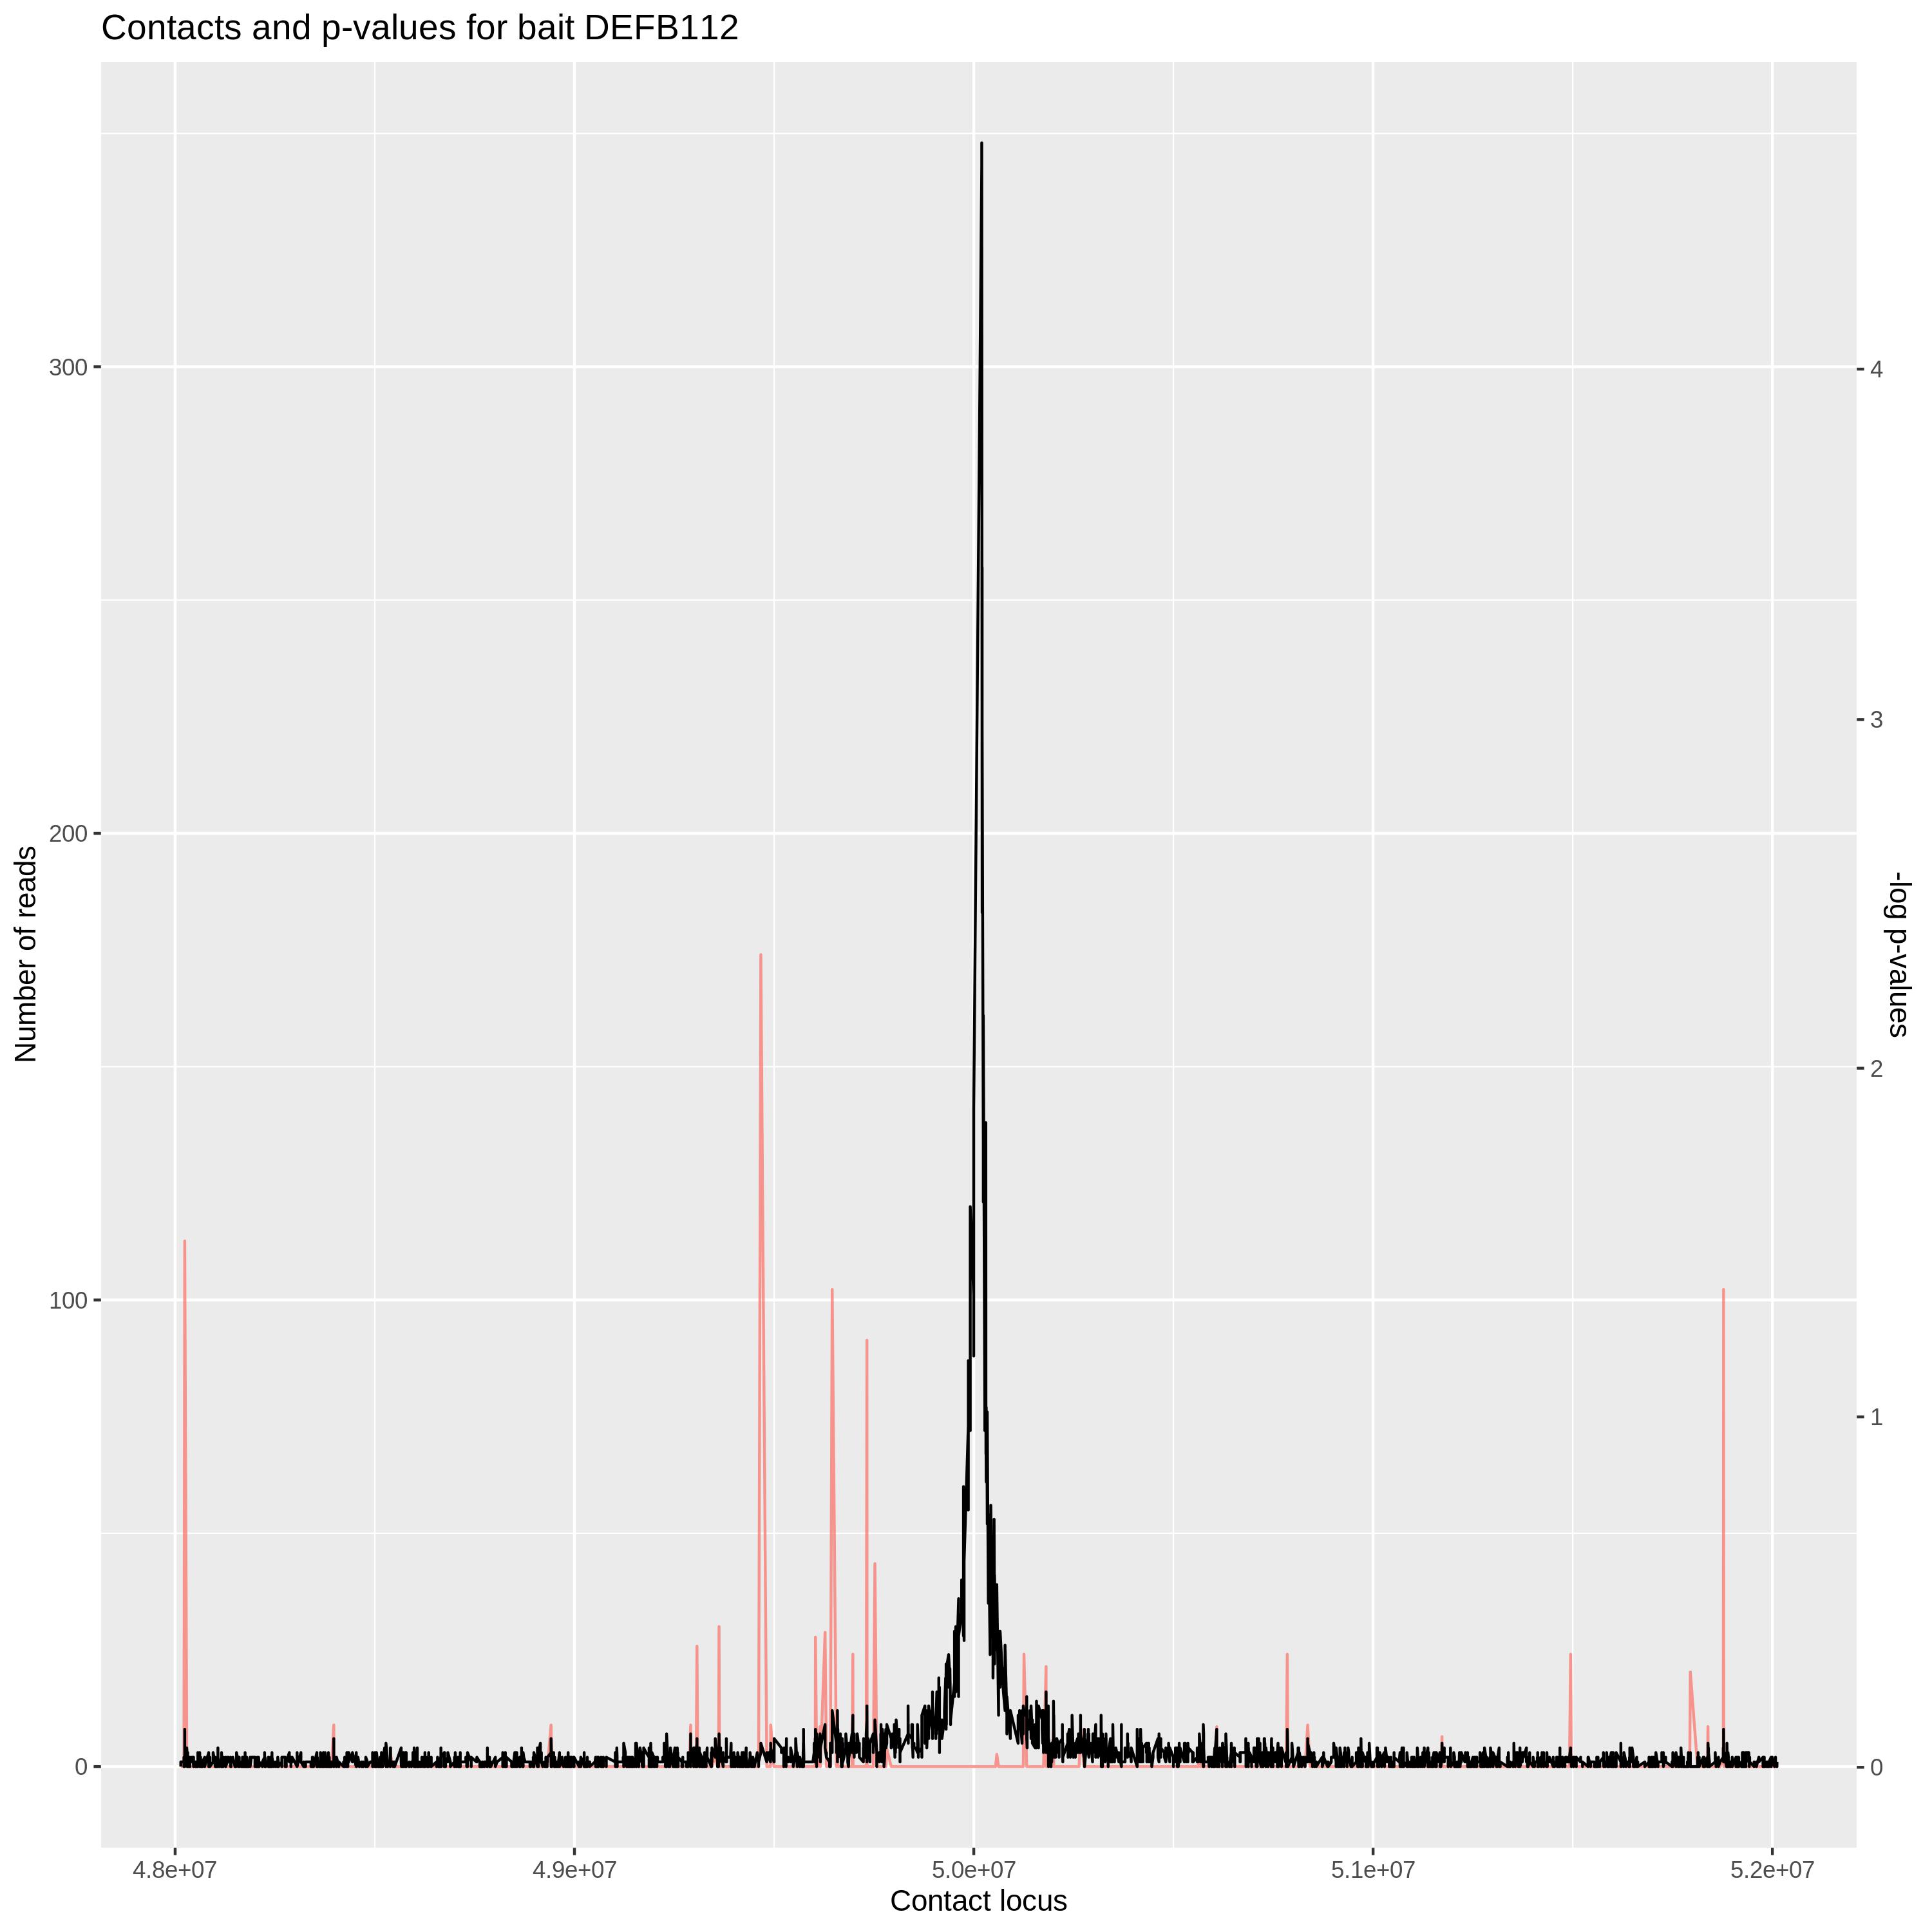 Contacts and p-values for bait DEFB112
Number of reads
300
200
100
0
4
3
2
1
0
-log p-values
4.8e+07
4.9e+07
5.0e+07
5.1e+07
5.2e+07
Contact locus